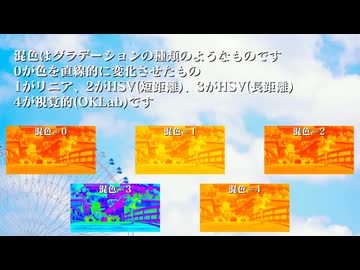 混色はグラデーションの種類のようなものです
0が色を直線的に変化させたもの
1がリニア、2がHSV(短距離)、3がHSV(長距離)
4が視覚的(OKLab)です
混色＝0
混色＝1
混色＝2
混色＝3
混色＝4